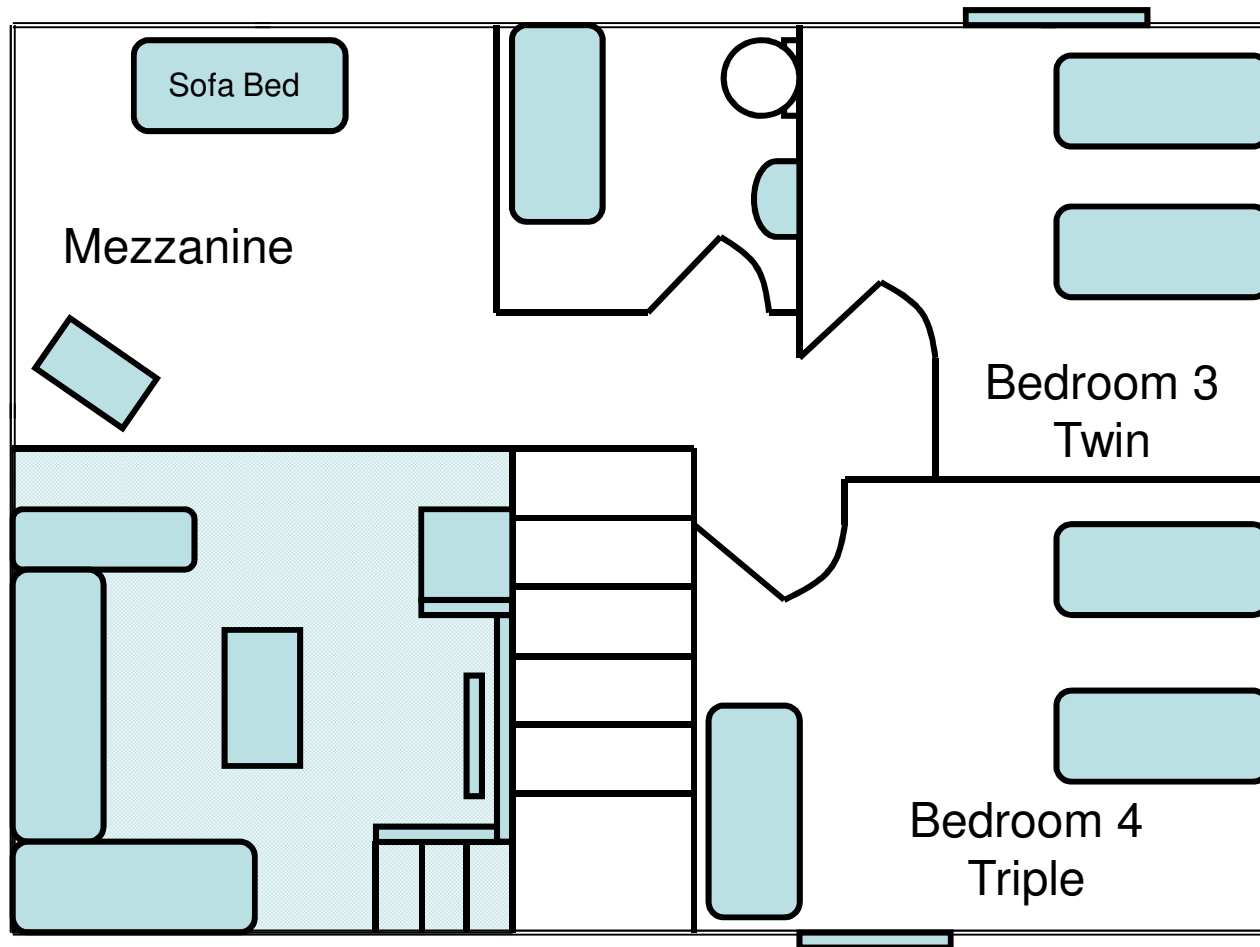 Sofa Bed
Mezzanine
Bedroom 3
Twin
Bedroom 4
Triple